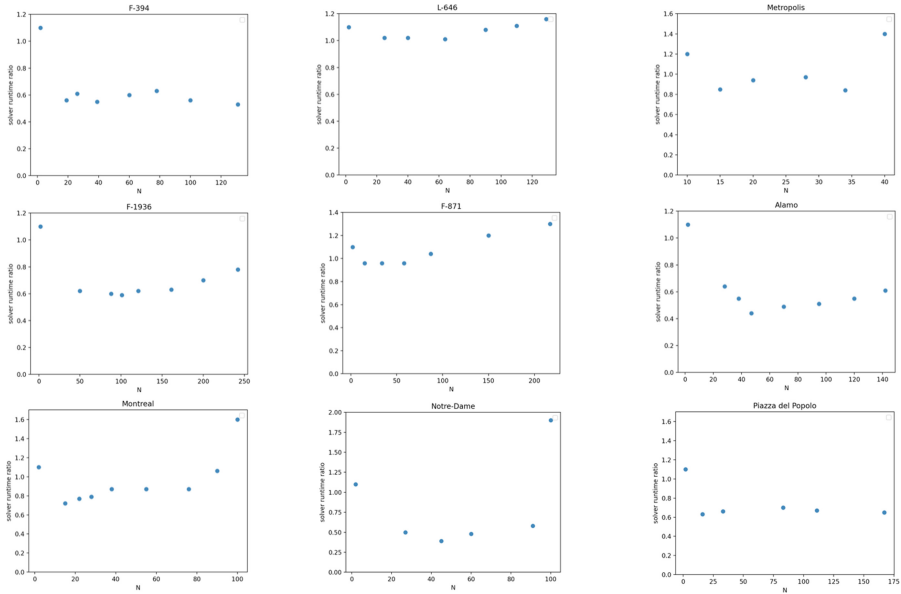 F-394
solver runtime ratio
1.2
1.0
0.8
0.6
0.4
0.2
0.0
0 20 40 60 80 100 120
N
L-646
solver runtime ratio
1.2
1.0
0.8
0.6
0.4
0.2
0.0
0 20 40 60 80 100 120
N
Metropolis
solver runtime ratio
1.6
1.4
1.2
1.0
0.8
0.6
0.4
0.2
0.0
10 15 20 25 30 35 40
N
F-1936
solver runtime ratio
1.2
1.0
0.8
0.6
0.4
0.2
0.0
0 50 100 150 200 250
N
F-871
solver runtime ratio
1.4
1.2
1.0
0.8
0.6
0.4
0.2
0.0
0 50 100 150 200
N
Alamo
solver runtime ratio
1.2
1.0
0.8
0.6
0.4
0.2
0.0
0 20 40 60 80 100 120 140
N
Montreal
solver runtime ratio
1.6
1.4
1.2
1.0
0.8
0.6
0.4
0.2
0.0
0 20 40 60 80 100
N
Notre-Dame
solver runtime ratio
2.00
1.75
1.50
1.25
1.00
0.75
0.50
0.25
0.00
0 20 40 60 80 100
N
Piazza del Popolo
solver runtime ratio
1.6
1.4
1.2
1.0
0.8
0.6
0.4
0.2
0.0
0 25 50 75 100 125 150 175
N